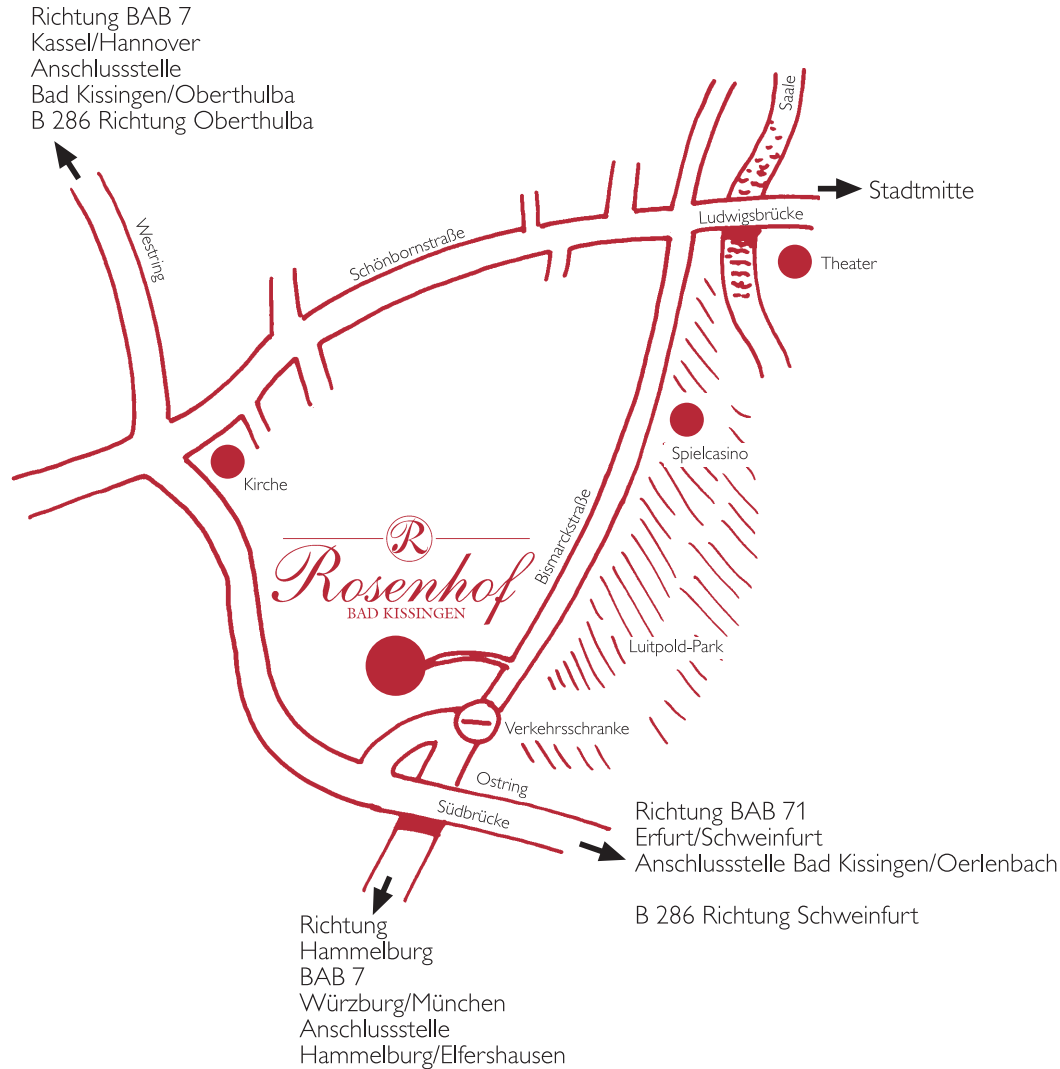 Richtung BAB 7
Kassel/Hannover
Anschlussstelle
Bad Kissingen/Oberthulba
B 286 Richtung Oberthulba
Saale
Stadtmitte
Ludwigsbrücke
Westring
Schönbornstraße
Theater
Spielcasino
Kirche
Bismarckstraße
R
Rosenhof
BAD KISSINGEN
Luitpold-Park
Verkehrsschranke
Ostring
Südbrücke
Richtung BAB 71
Erfurt/Schweinfurt
Anschlussstelle Bad Kissingen/Oerlenbach
B 286 Richtung Schweinfurt
Richtung
Hammelburg
BAB 7
Würzburg/München
Anschlussstelle
Hammelburg/Elfershausen